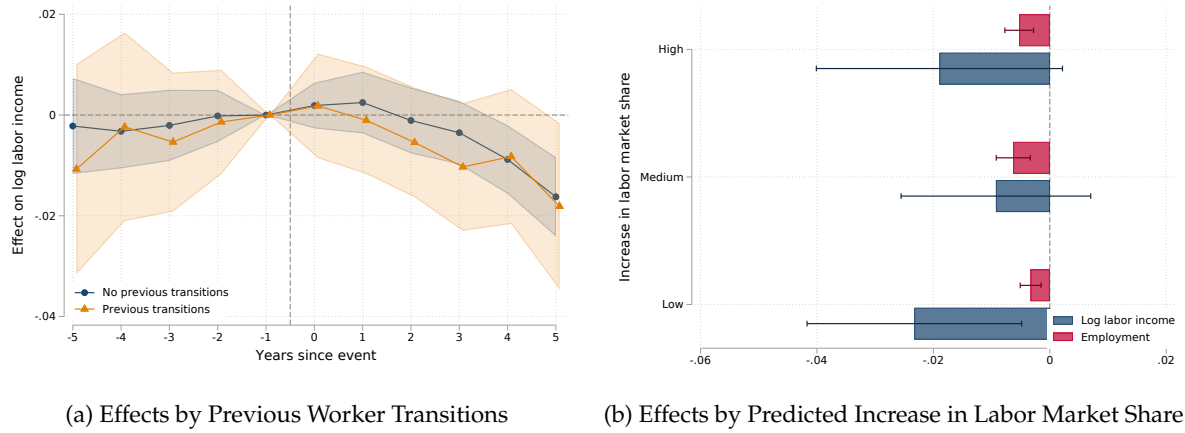 .02
0
-.02
-.04
Effect on log labor income
No previous transitions
Previous transitions
-5 -4 -3 -2 -1 0 1 2 3 4 5
Years since event
(a) Effects by Previous Worker Transitions
Increase in labor market share
High
Medium
Low
Log labor income
Employment
-.06 -.04 -.02 0 .02
(b) Effects by Predicted Increase in Labor Market Share